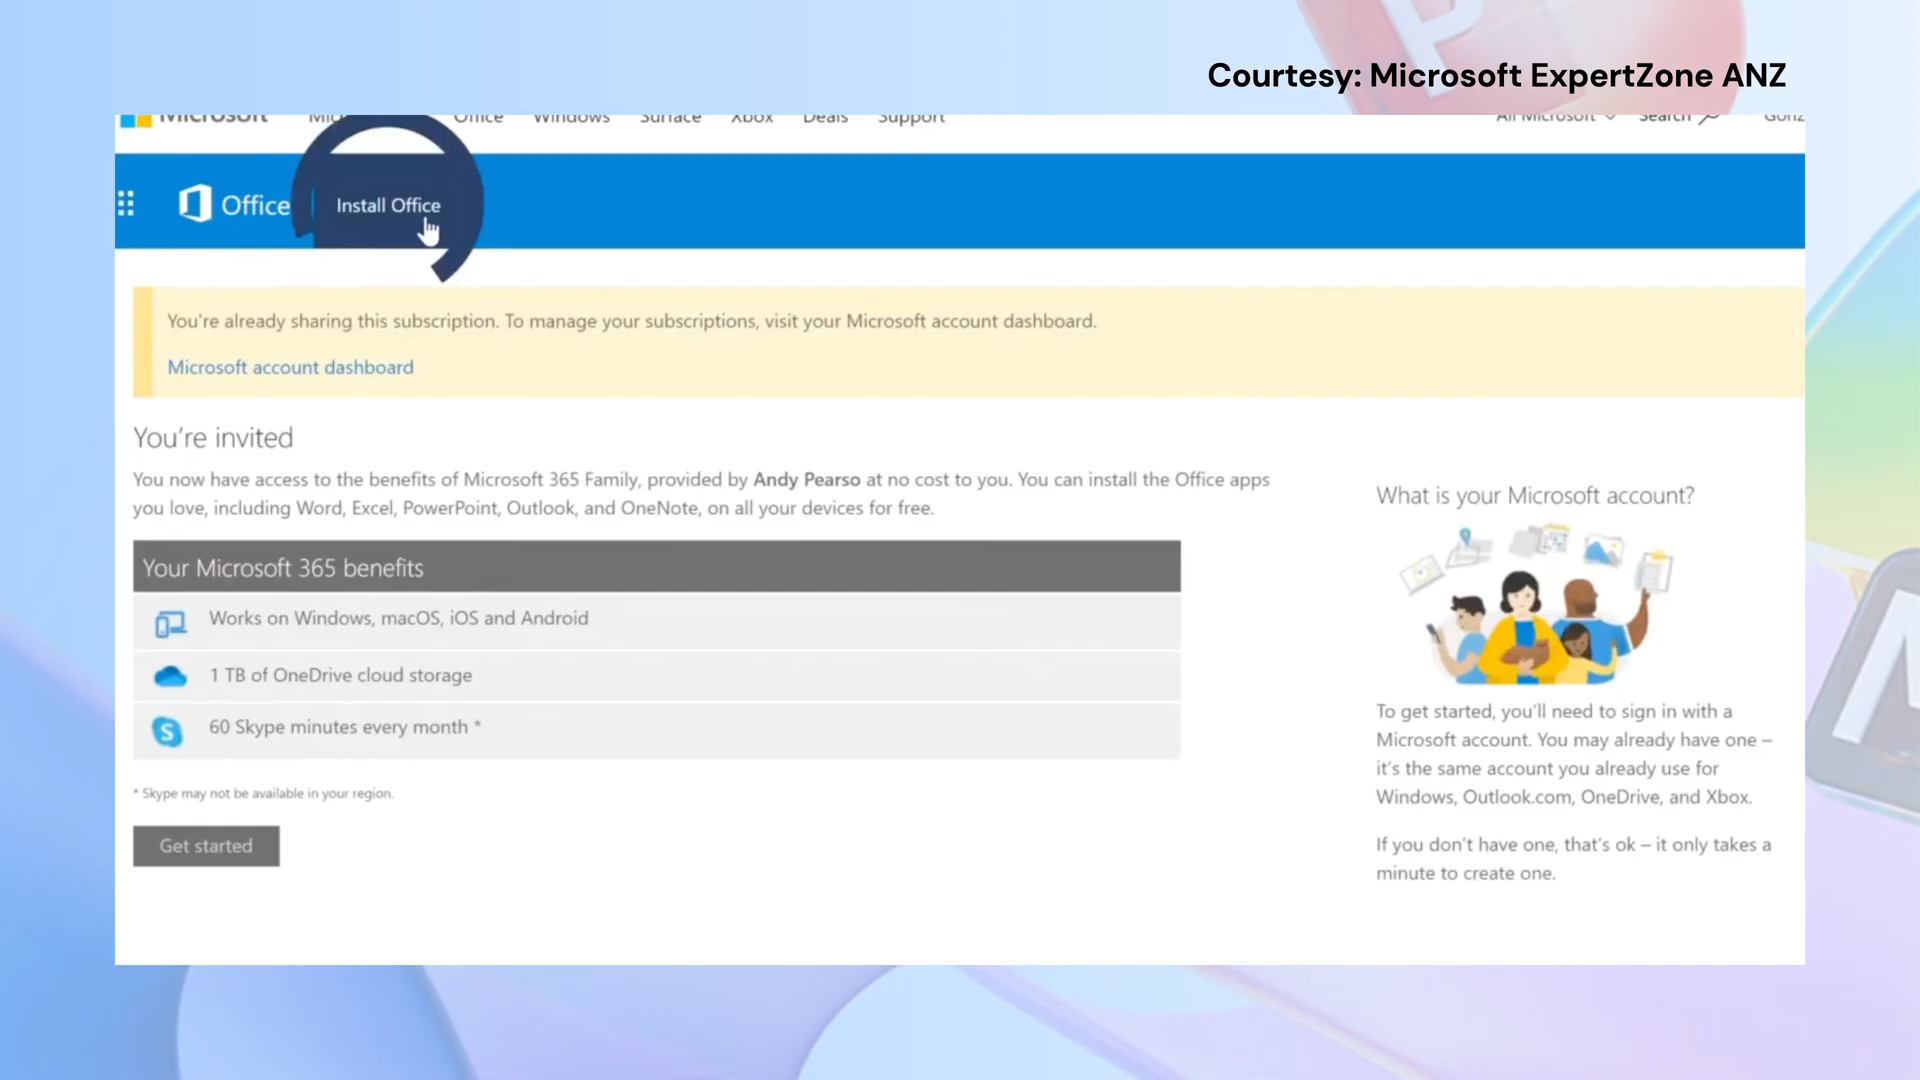 Courtesy: Microsoft ExpertZone ANZ
Microsoft Office Windows Surface Xbox Deals Support All Microsoft Search
Office Install Office
You're already sharing this subscription. To manage your subscriptions, visit your Microsoft account dashboard.
Microsoft account dashboard
You're invited
You now have access to the benefits of Microsoft 365 Family, provided by Andy Pearso at no cost to you. You can install the Office apps
you love, including Word, Excel, PowerPoint, Outlook, and OneNote, on all your devices for free.
Your Microsoft 365 benefits
Works on Windows, macOS, iOS and Android
1 TB of OneDrive cloud storage
60 Skype minutes every month *
* Skype may not be available in your region.
Get started
What is your Microsoft account?
To get started, you'll need to sign in with a
Microsoft account. You may already have one –
it's the same account you already use for
Windows, Outlook.com, OneDrive, and Xbox.
If you don't have one, that's ok – it only takes a
minute to create one.